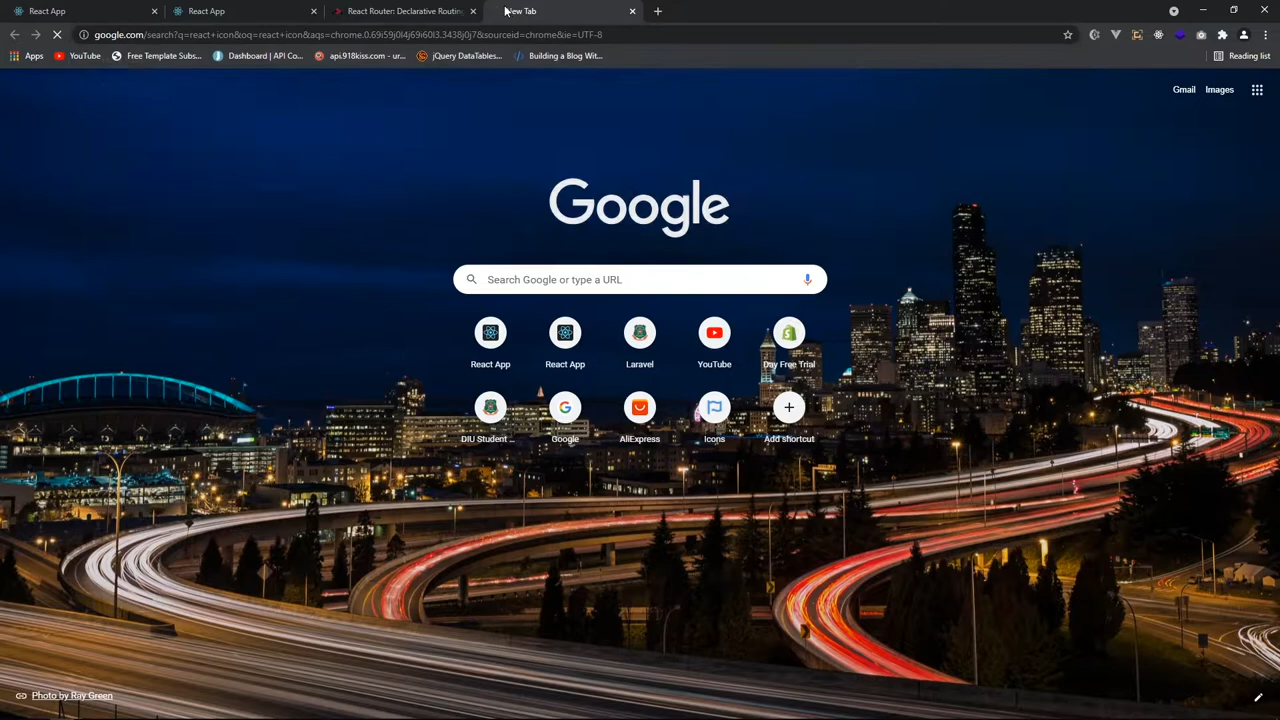 React App
React App
React Router: Declarative Routing
New Tab
google.com/search?q=react+icon&oq=react+icon&aqs=chrome.0.69i59j0l4j69i60l3.3438j0j7&sourceid=chrome&ie=UTF-8
Apps
YouTube
Free Template Subs...
Dashboard | API Co...
api.918kiss.com - ur...
jQuery DataTables...
Building a Blog Wit...
Reading list
Gmail
Images
Google
Search Google or type a URL
React App
React App
Laravel
YouTube
Day Free Trial
DIU Student ...
Google
AliExpress
Icons
Add shortcut
Photo by Ray Green